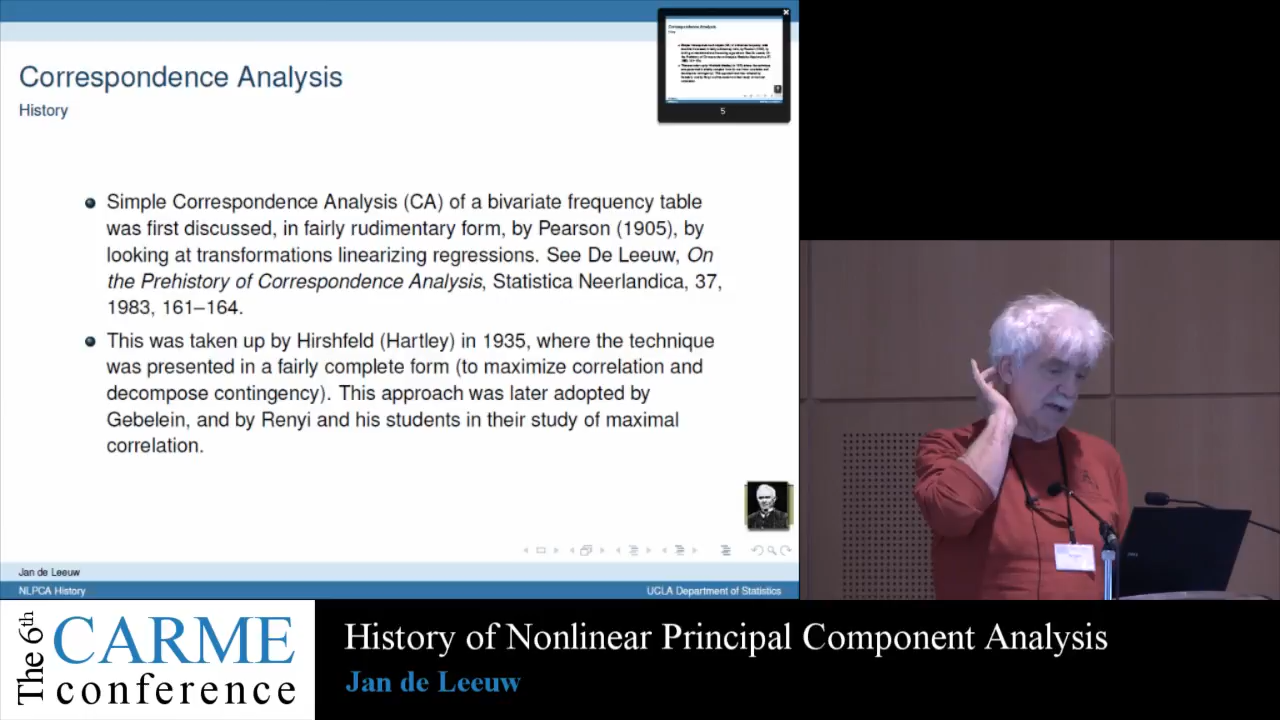 Correspondence Analysis
History
Simple Correspondence Analysis (CA) of a bivariate frequency table
was first discussed, in fairly rudimentary form, by Pearson (1905), by
looking at transformations linearizing regressions. See De Leeuw, On
the Prehistory of Correspondence Analysis, Statistica Neerlandica, 37,
1983, 161–164.
This was taken up by Hirshfeld (Hartley) in 1935, where the technique
was presented in a fairly complete form (to maximize correlation and
decompose contingency). This approach was later adopted by
Gebelein, and by Renyi and his students in their study of maximal
correlation.
5
Jan de Leeuw
NLPCA History
UCLA Department of Statistics
The 6th
CARME
conference
History of Nonlinear Principal Component Analysis
Jan de Leeuw